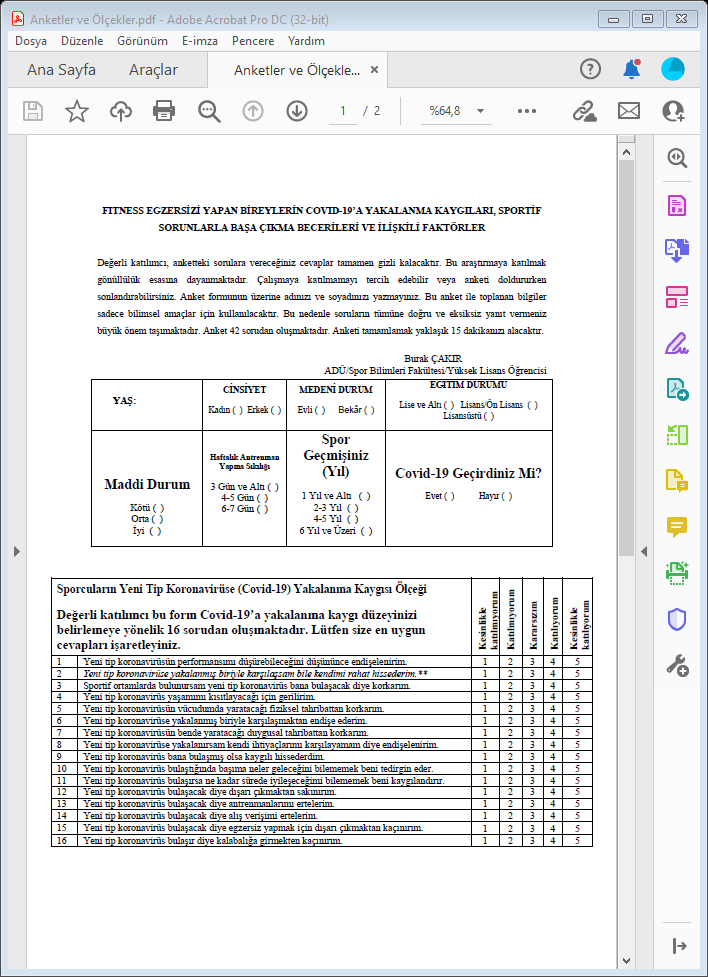 Anketler ve Ölçekler.pdf - Adobe Acrobat Pro DC (32-bit)
Dosya Düzenle Görünüm E-imza Pencere Yardım
Ana Sayfa Araçlar Anketler ve Ölçekle... ×
1 / 2 %64,8
FITNESS EGZERSİZİ YAPAN BİREYLERİN COVID-19’A YAKALANMA KAYGILARI, SPORTİF
SORUNLARLA BAŞA ÇIKMA BECERİLERİ VE İLİŞKİLİ FAKTÖRLER
Değerli katılımcı, anketteki sorulara vereceğiniz cevaplar tamamen gizli kalacaktır. Bu araştırmaya katılmak
gönüllülük esasına dayanmaktadır. Çalışmaya katılmamayı tercih edebilir veya anketi doldururken
sonlandırabilirsiniz. Anket formunun üzerine adınızı ve soyadınızı yazmayınız. Bu anket ile toplanan bilgiler
sadece bilimsel amaçlar için kullanılacaktır. Bu nedenle soruların tümüne doğru ve eksiksiz yanıt vermeniz
büyük önem taşımaktadır. Anket 42 sorudan oluşmaktadır. Anketi tamamlamak yaklaşık 15 dakikanızı alacaktır.
Burak ÇAKIR
ADÜ/Spor Bilimleri Fakültesi/Yüksek Lisans Öğrencisi
YAŞ:
CİNSİYET
Kadın ( ) Erkek ( )
MEDENİ DURUM
Evli ( ) Bekâr ( )
EĞİTİM DURUMU
Lise ve Altı ( ) Lisans/Ön Lisans ( )
Lisansüstü ( )
Maddi Durum
Kötü ( )
Orta ( )
İyi ( )
Haftalık Antrenman
Yapma Sıklığı
3 Gün ve Altı ( )
4-5 Gün ( )
6-7 Gün ( )
Spor
Geçmişiniz
(Yıl)
1 Yıl ve Altı ( )
2-3 Yıl ( )
4-5 Yıl ( )
6 Yıl ve Üzeri ( )
Covid-19 Geçirdiniz Mi?
Evet ( ) Hayır ( )
Sporcuların Yeni Tip Koronavirüse (Covid-19) Yakalanma Kaygısı Ölçeği
Değerli katılımcı bu form Covid-19’a yakalanma kaygı düzeyinizi
belirlemeye yönelik 16 sorudan oluşmaktadır. Lütfen size en uygun
cevapları işaretleyiniz.
Kesinlikle
katılmıyorum
Katılmıyorum
Kararsızım
Katılıyorum
Kesinlikle
katılıyorum
1 Yeni tip koronavirüsün performansımı düşürebileceğini düşününce endişelenirim. 1 2 3 4 5
2 Yeni tip koronavirüse yakalanmış biriyle karşılaşsam bile kendimi rahat hissederim.** 1 2 3 4 5
3 Sportif ortamlarda bulunursam yeni tip koronavirüs bana bulaşacak diye korkarım. 1 2 3 4 5
4 Yeni tip koronavirüs yaşamımı kısıtlayacağı için gerilirim. 1 2 3 4 5
5 Yeni tip koronavirüsün vücudumda yaratacağı fiziksel tahribattan korkarım. 1 2 3 4 5
6 Yeni tip koronavirüse yakalanmış biriyle karşılaşmaktan endişe ederim. 1 2 3 4 5
7 Yeni tip koronavirüsün bende yaratacağı duygusal tahribattan korkarım. 1 2 3 4 5
8 Yeni tip koronavirüse yakalanırsam kendi ihtiyaçlarımı karşılayamam diye endişelenirim. 1 2 3 4 5
9 Yeni tip koronavirüs bana bulaşmış olsa kaygılı hissederdim. 1 2 3 4 5
10 Yeni tip koronavirüs bulaştığında başıma neler geleceğini bilememek beni tedirgin eder. 1 2 3 4 5
11 Yeni tip koronavirüs bulaşırsa ne kadar sürede iyileşeceğimi bilememek beni kaygılandırır. 1 2 3 4 5
12 Yeni tip koronavirüs bulaşacak diye dışarı çıkmaktan sakınırım. 1 2 3 4 5
13 Yeni tip koronavirüs bulaşacak diye antrenmanlarımı ertelerim. 1 2 3 4 5
14 Yeni tip koronavirüs bulaşacak diye alış verişimi ertelerim. 1 2 3 4 5
15 Yeni tip koronavirüs bulaşacak diye egzersiz yapmak için dışarı çıkmaktan kaçınırım. 1 2 3 4 5
16 Yeni tip koronavirüs bulaşır diye kalabalığa girmekten kaçınırım. 1 2 3 4 5